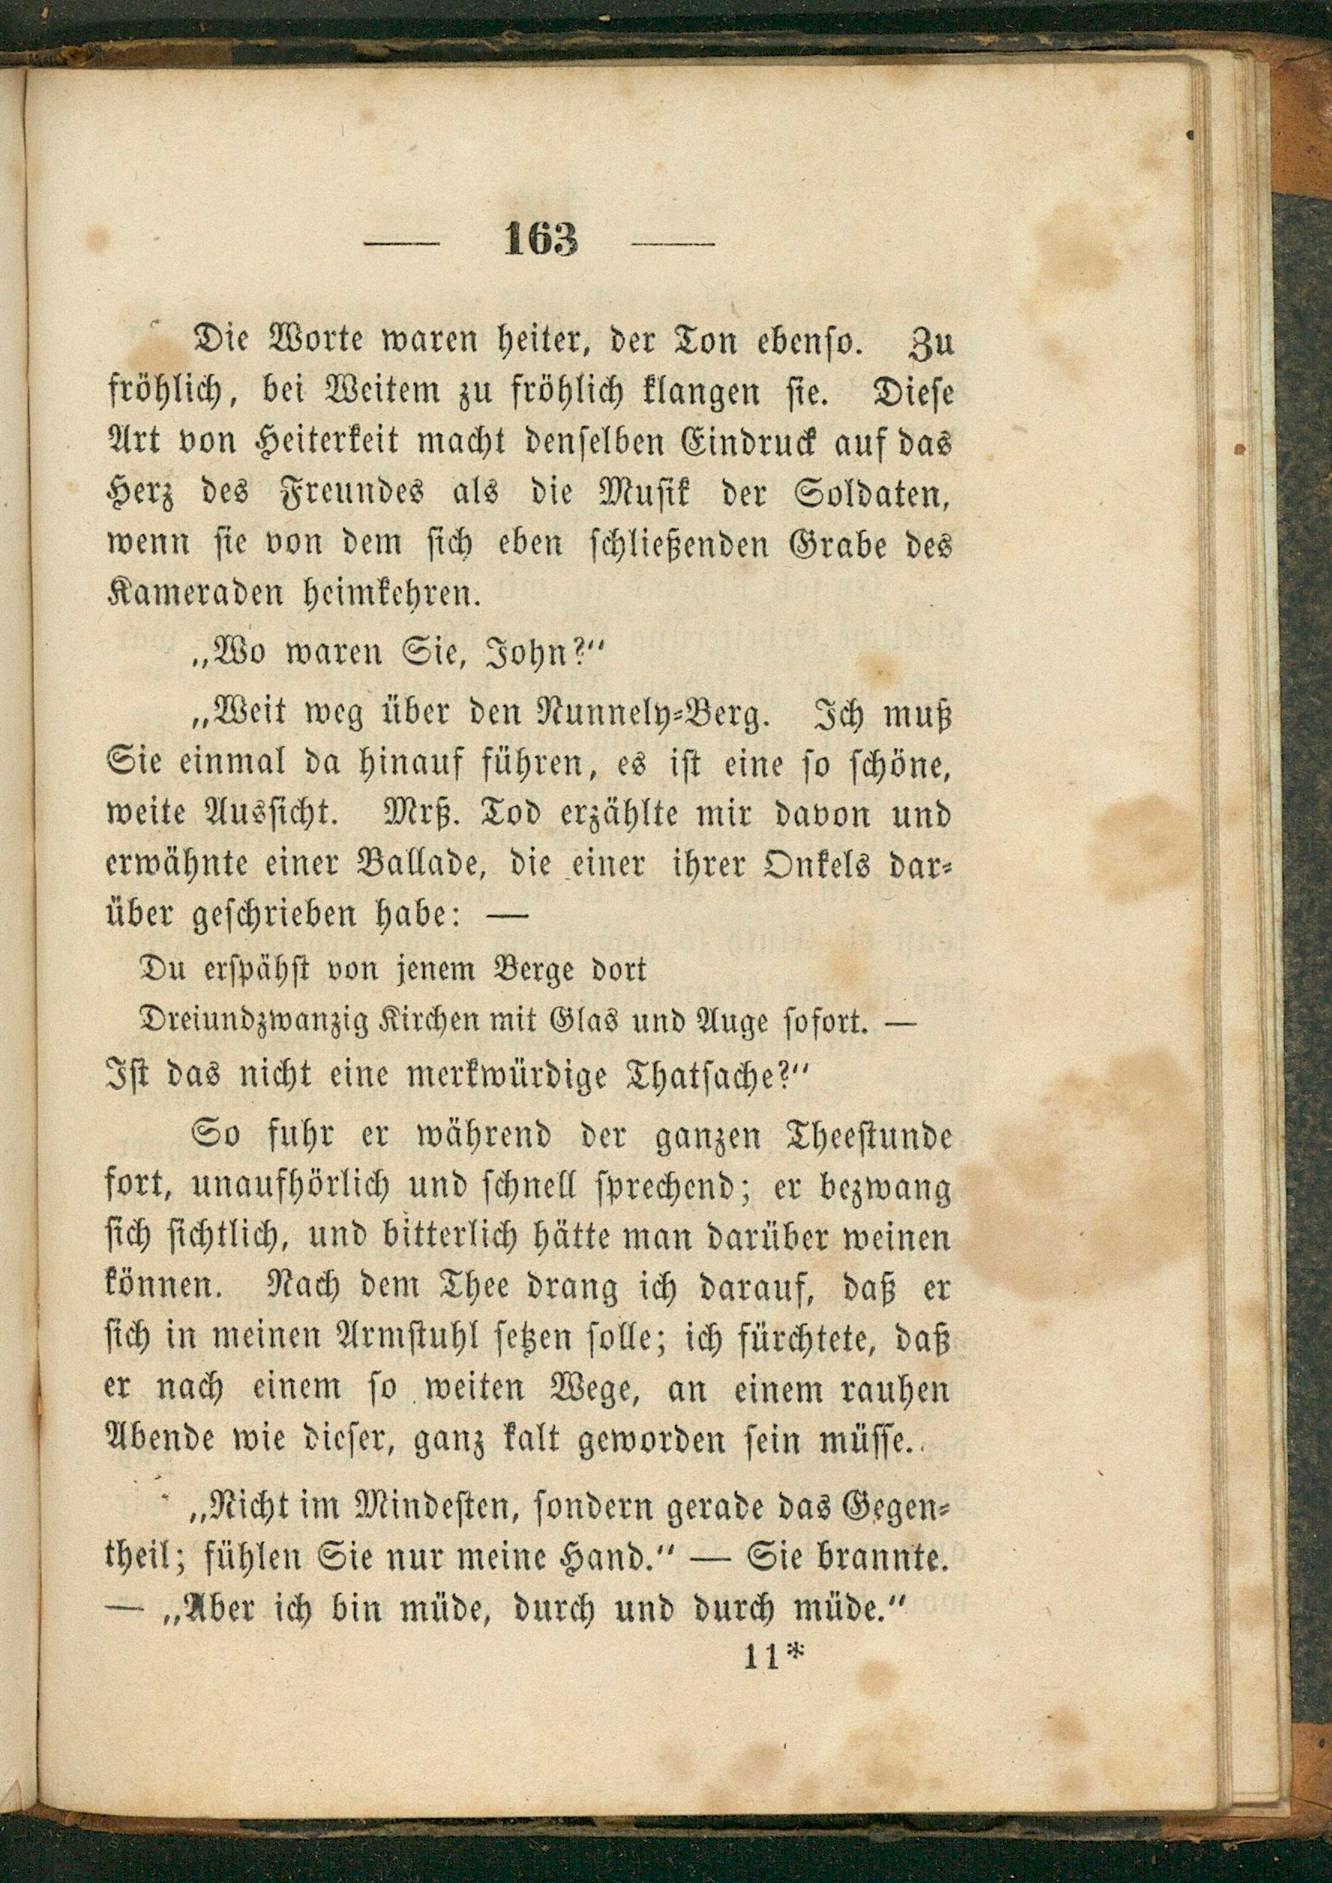 — 163 —
Die Worte waren heiter, der Ton ebenso. Zu
fröhlich, bei Weitem zu fröhlich klangen sie. Diese
Art von Heiterkeit macht denselben Eindruck auf das
Herz des Freundes als die Musik der Soldaten,
wenn sie von dem sich eben schließenden Grabe des
Kameraden heimkehren.
„Wo waren Sie, John?“
„Weit weg über den Nunnely-Berg. Ich muß
Sie einmal da hinauf führen, es ist eine so schöne,
weite Aussicht. Mrß. Tod erzählte mir davon und
erwähnte einer Ballade, die einer ihrer Onkels dar-
über geschrieben habe: —
Du erspähst von jenem Berge dort
Dreiundzwanzig Kirchen mit Glas und Auge sofort. —
Ist das nicht eine merkwürdige Thatsache?“
So fuhr er während der ganzen Theestunde
fort, unaufhörlich und schnell sprechend; er bezwang
sich sichtlich, und bitterlich hätte man darüber weinen
können. Nach dem Thee drang ich darauf, daß er
sich in meinen Armstuhl setzen solle; ich fürchtete, daß
er nach einem so weiten Wege, an einem rauhen
Abende wie dieser, ganz kalt geworden sein müsse.
„Nicht im Mindesten, sondern gerade das Gegen-
theil; fühlen Sie nur meine Hand.“ — Sie brannte.
— „Aber ich bin müde, durch und durch müde.“
11*